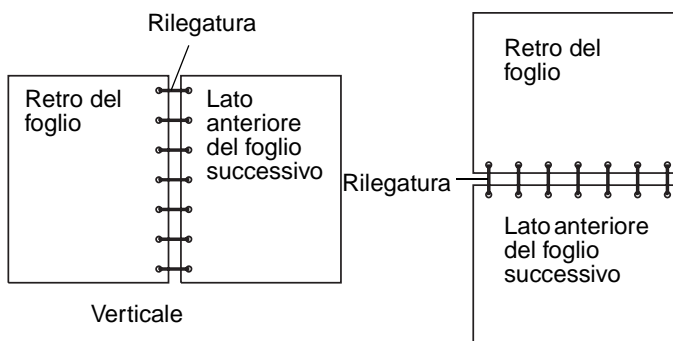 Rilegatura
Retro del
foglio
Lato
anteriore
del foglio
successivo
Verticale
Retro del
foglio
Rilegatura
Lato anteriore
del foglio
successivo